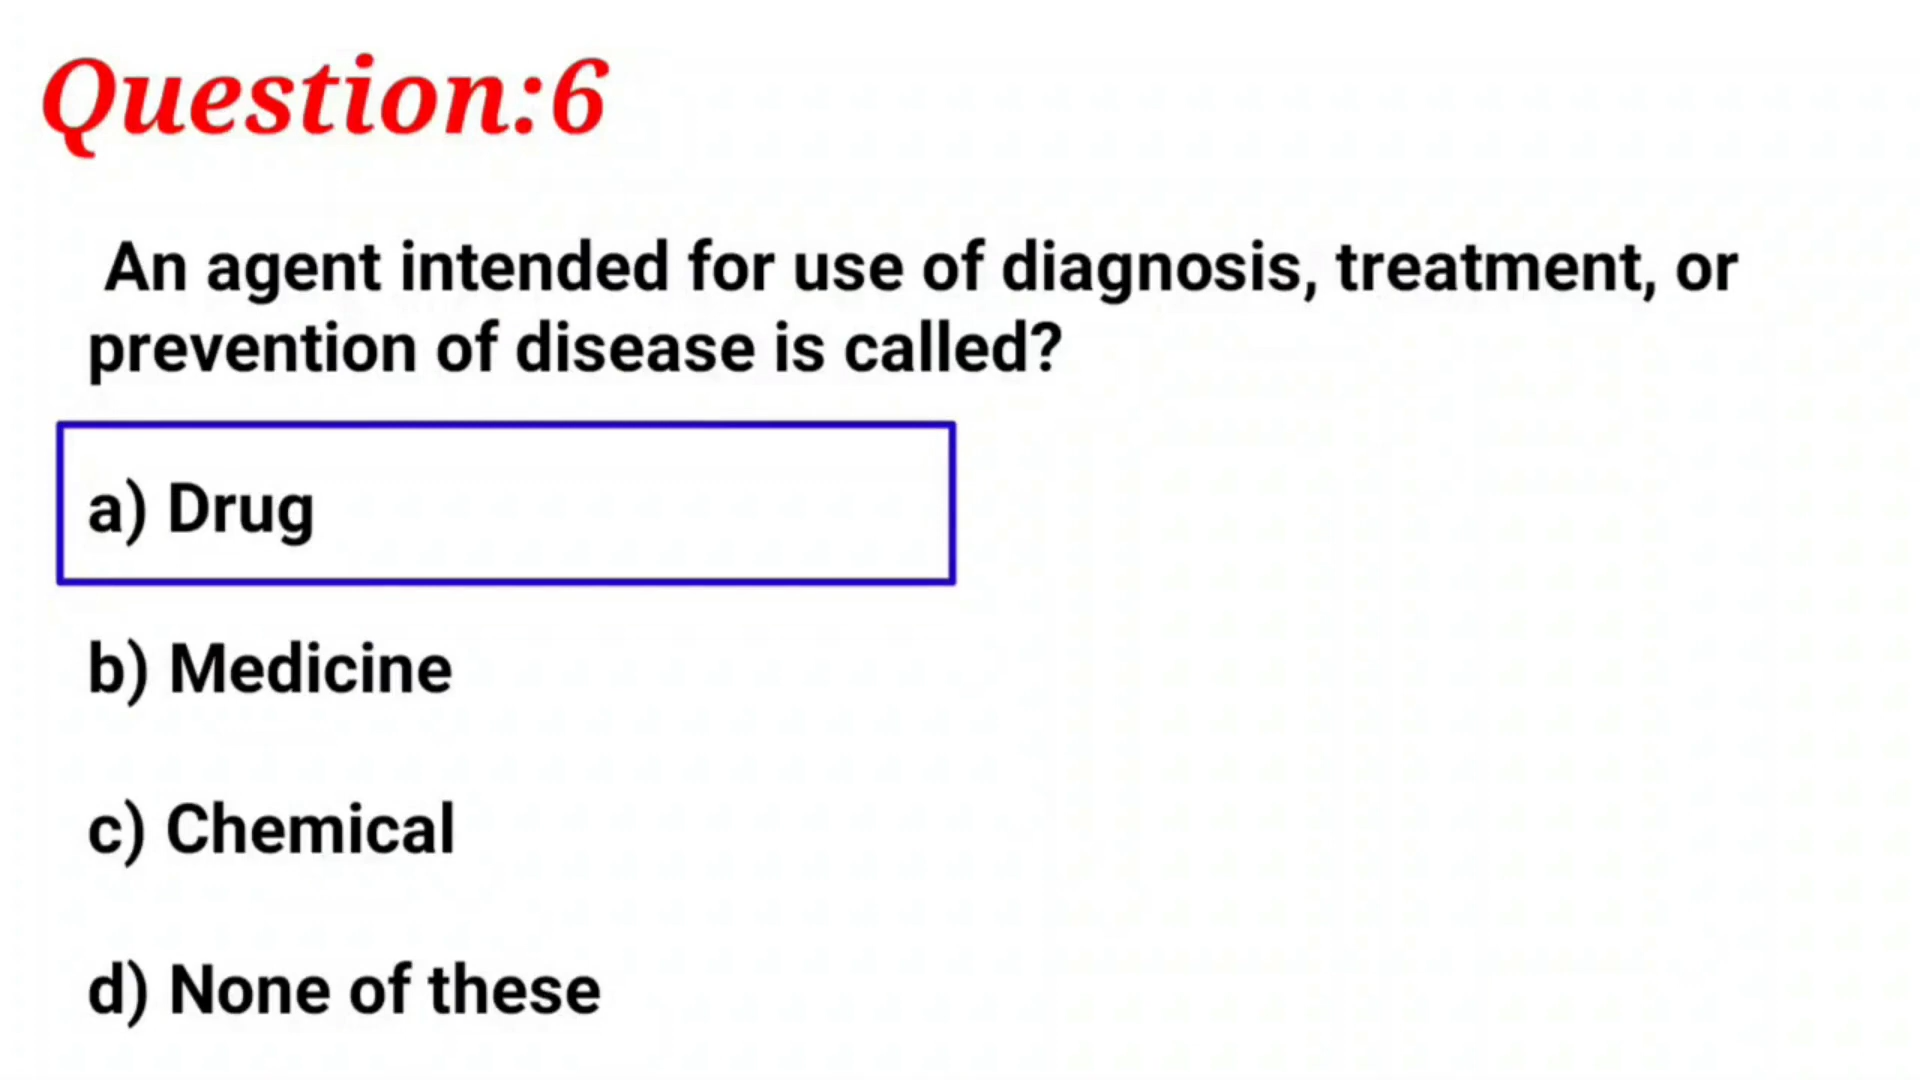 Question:6
An agent intended for use of diagnosis, treatment, or
prevention of disease is called?
a) Drug
b) Medicine
c) Chemical
d) None of these